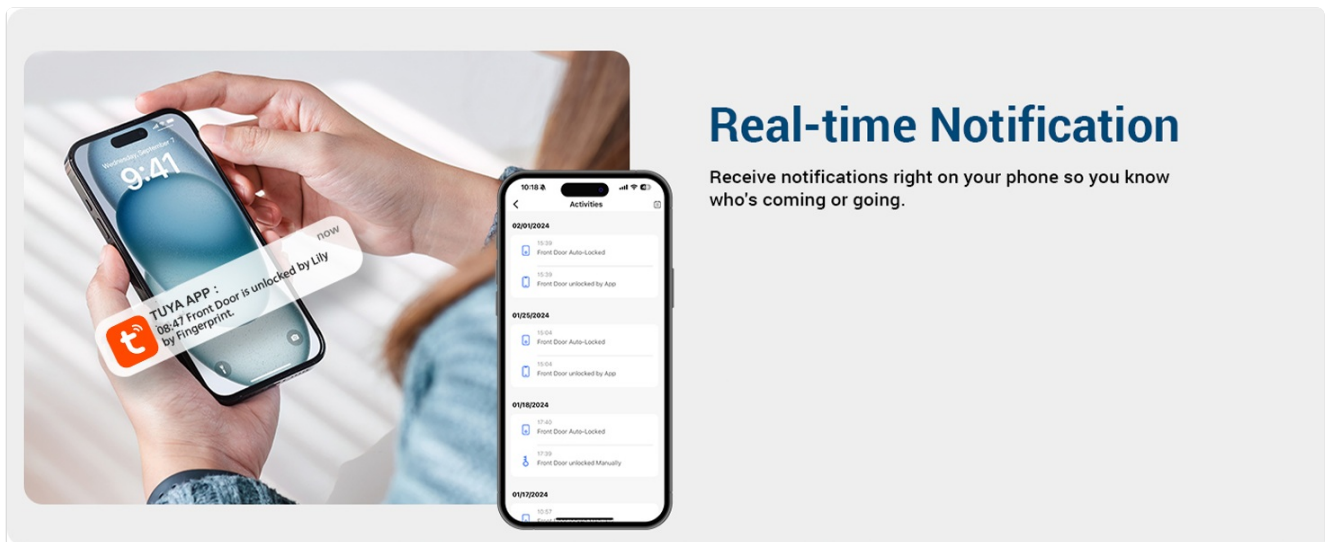 Real-time Notification
Receive notifications right on your phone so you know
who's coming or going.
Wednesday, September 7
9:41
now
TUYA APP :
08:47 Front Door is unlocked by Lily
by Fingerprint.
10:18
Activities
02/01/2024
15:39
Front Door Auto-Locked
15:39
Front Door unlocked by App
01/25/2024
15:04
Front Door Auto-Locked
15:04
Front Door unlocked by App
01/18/2024
17:40
Front Door Auto-Locked
17:39
Front Door unlocked Manually
01/17/2024
10:57